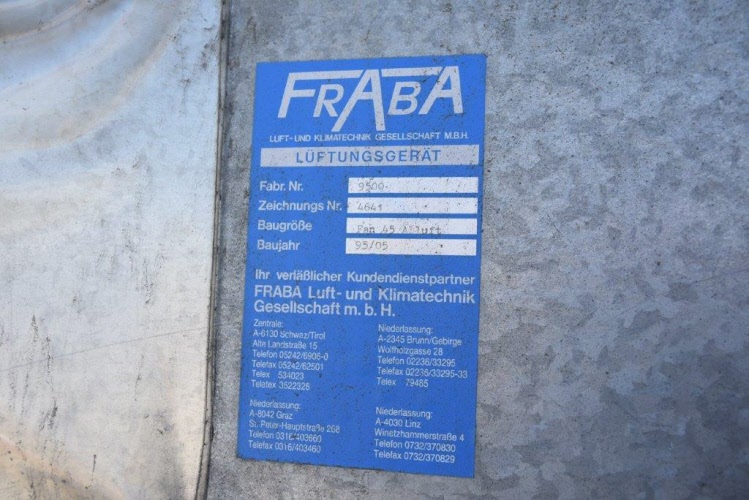 FRABA
LUFT- UND KLIMATECHNIK GESELLSCHAFT M.B.H.
LÜFTUNGSGERÄT
Fabr. Nr. 9500-
Zeichnungs Nr. 4641
Baugröße Fan 45 Abluft
Baujahr 95/05
Ihr verläßlicher Kundendienstpartner
FRABA Luft- und Klimatechnik
Gesellschaft m. b. H.
Zentrale:
A-6130 Schwaz/Tirol
Alte Landstraße 15
Telefon 05242/6905-0
Telefax 05242/62501
Telex 534023
Teletex 3522326
Niederlassung:
A-2345 Brunn/Gebirge
Wolfholzgasse 28
Telefon 02236/33295
Telefax 02236/33295-33
Telex 79485
Niederlassung:
A-8042 Graz
St. Peter-Hauptstraße 208
Telefon 0316/403660
Telefax 0316/403460
Niederlassung:
A-4030 Linz
Winetzhammerstraße 4
Telefon 0732/370830
Telefax 0732/370829